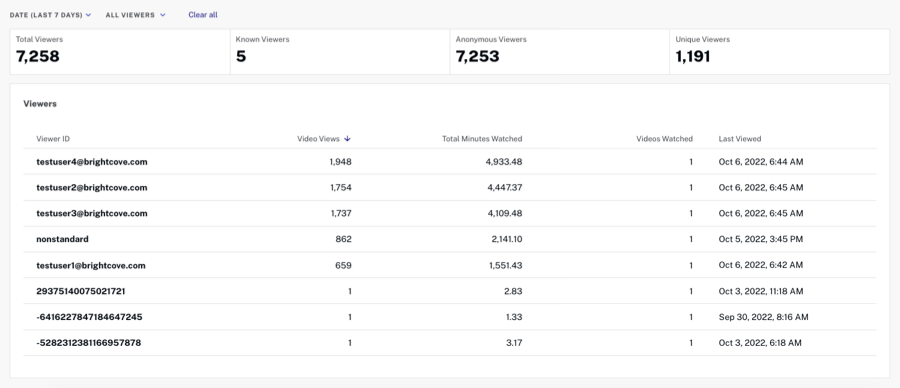 DATE (LAST 7 DAYS) ALL VIEWERS Clear all
Total Viewers Known Viewers Anonymous Viewers Unique Viewers
7,258 5 7,253 1,191
Viewers
Viewer ID Video Views Total Minutes Watched Videos Watched Last Viewed
testuser4@brightcove.com 1,948 4,933.48 1 Oct 6, 2022, 6:44 AM
testuser2@brightcove.com 1,754 4,447.37 1 Oct 6, 2022, 6:45 AM
testuser3@brightcove.com 1,737 4,109.48 1 Oct 6, 2022, 6:45 AM
nonstandard 862 2,141.10 1 Oct 5, 2022, 3:45 PM
testuser1@brightcove.com 659 1,551.43 1 Oct 6, 2022, 6:42 AM
29375140075021721 1 2.83 1 Oct 3, 2022, 11:18 AM
-6416227847184647245 1 1.33 1 Sep 30, 2022, 8:16 AM
-5282312381166957878 1 3.17 1 Oct 3, 2022, 6:18 AM